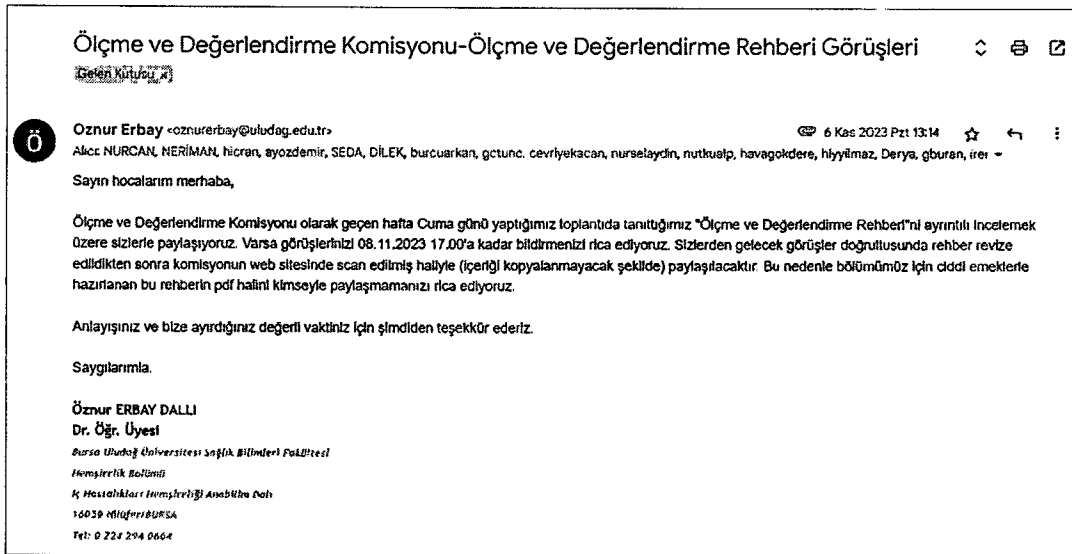 Ölçme ve Değerlendirme Komisyonu-Ölçme ve Değerlendirme Rehberi Görüşleri
Gelen Kutusu x
Ö
Oznur Erbay <oznurerbay@uludag.edu.tr>
6 Kas 2023 Pzt 13:14
Alıcı: NURCAN, NERİMAN, hicran, ayozdemir, SEDA, DİLEK, burcuarkan, gctunc, cevriyekacan, nurselaydin, nutkualp, havagokdere, hiyyilmaz, Derya, gburan,
Sayın hocalarım merhaba,
Ölçme ve Değerlendirme Komisyonu olarak geçen hafta Cuma günü yaptığımız toplantıda tanıttığımız "Ölçme ve Değerlendirme Rehberi"ni ayrıntılı incelemek
üzere sizlerle paylaşıyoruz. Varsa görüşlerinizi 08.11.2023 17.00'a kadar bildirmenizi rica ediyoruz. Sizlerden gelecek görüşler doğrultusunda rehber revize
edildikten sonra komisyonun web sitesinde scan edilmiş haliyle (içeriği kopyalanmayacak şekilde) paylaşılacaktır. Bu nedenle bölümümüz için ciddi emeklerle
hazırlanan bu rehberin pdf halini kimseyle paylaşmamanızı rica ediyoruz.
Anlayışınız ve bize ayırdığınız değerli vaktiniz için şimdiden teşekkür ederiz.
Saygılarımla.
Öznur ERBAY DALLI
Dr. Öğr. Üyesi
Bursa Uludağ Üniversitesi Sağlık Bilimleri Fakültesi
Hemşirelik Bölümü
İç Hastalıkları Hemşireliği Anabilim Dalı
16059 Nilüfer/BURSA
Tel: 0 224 294